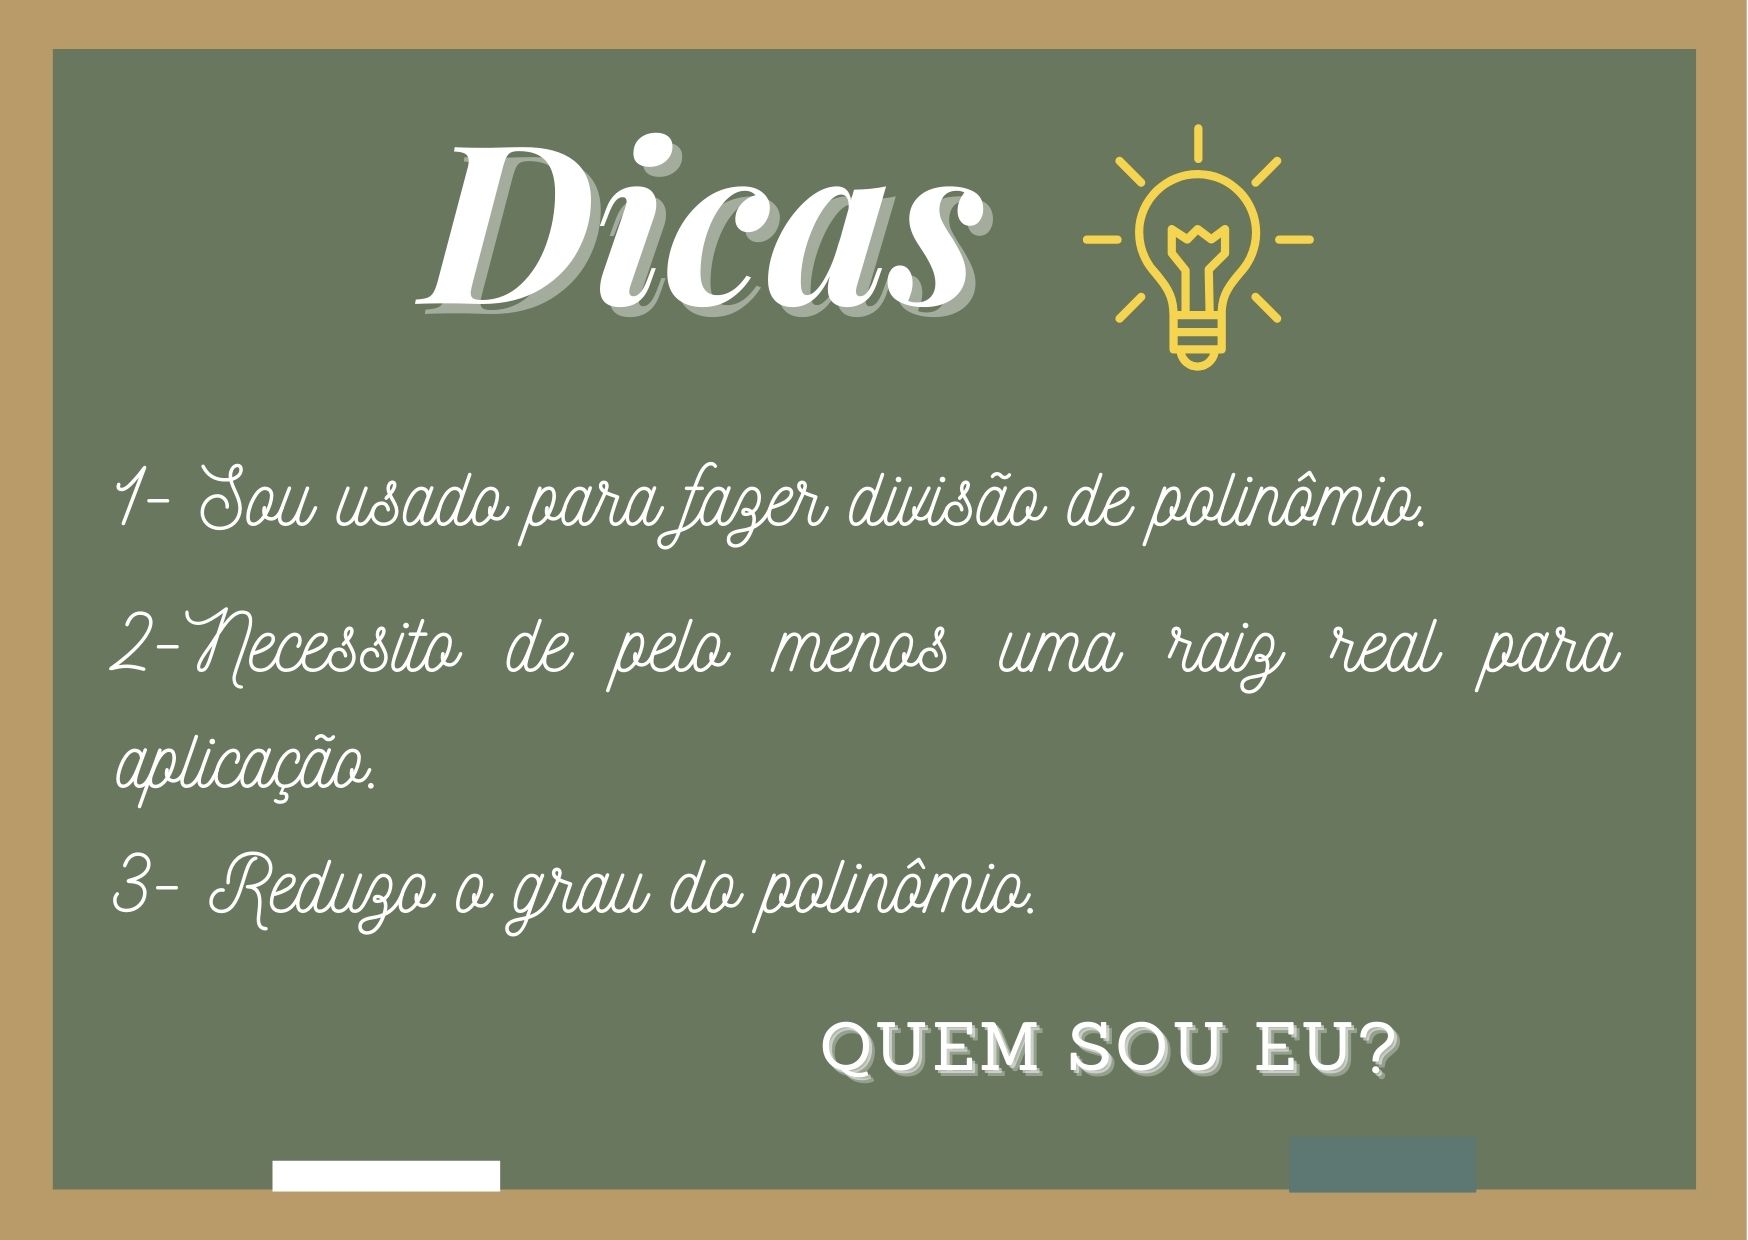 Dicas
1- Sou usado para fazer divisão de polinômio.
2-Necessito de pelo menos uma raiz real para
aplicação.
3- Reduzo o grau do polinômio.
QUEM SOU EU?